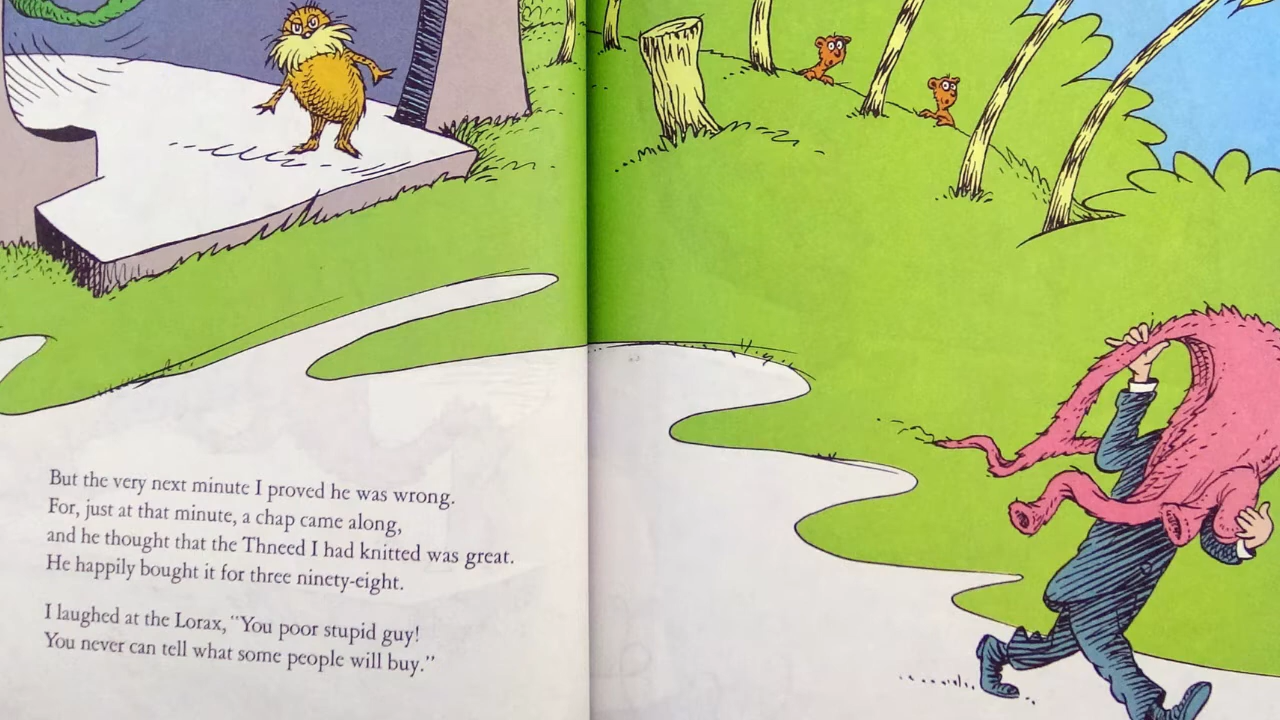 But the very next minute I proved he was wrong.
For, just at that minute, a chap came along,
and he thought that the Thneed I had knitted was great.
He happily bought it for three ninety-eight.
I laughed at the Lorax, "You poor stupid guy!
You never can tell what some people will buy."